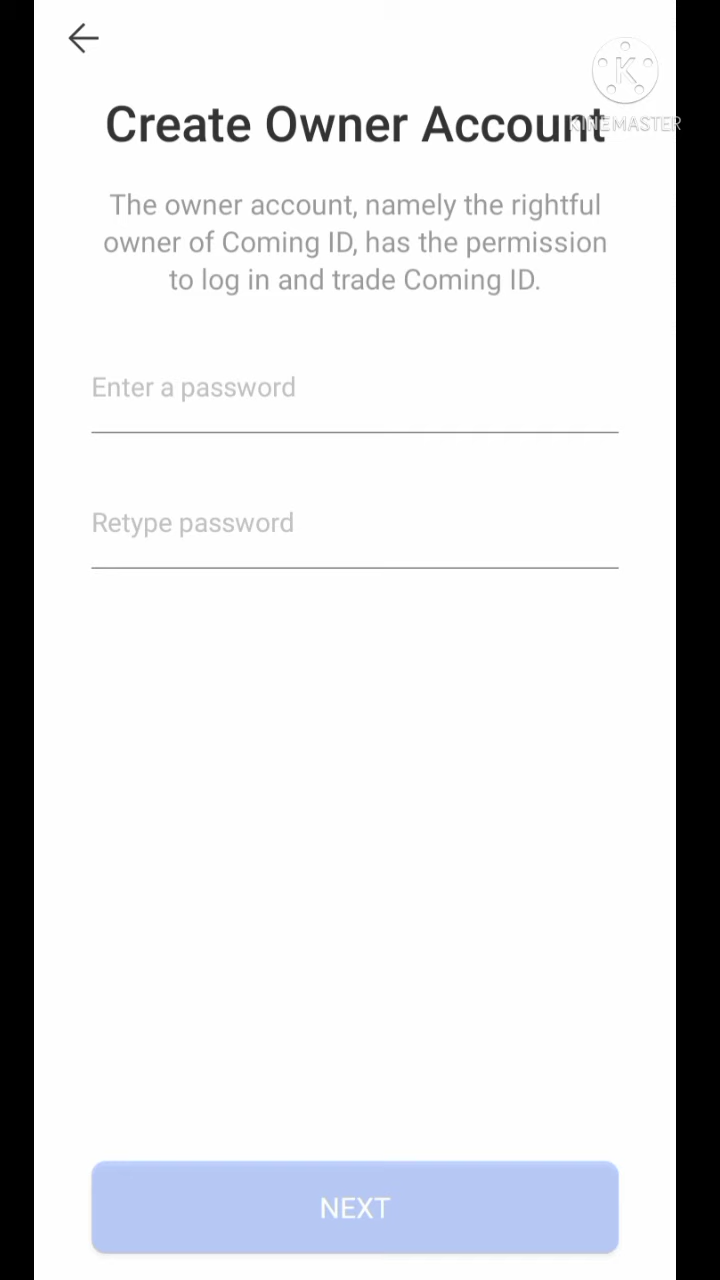 K
KINEMASTER
Create Owner Account
The owner account, namely the rightful
owner of Coming ID, has the permission
to log in and trade Coming ID.
Enter a password
Retype password
NEXT